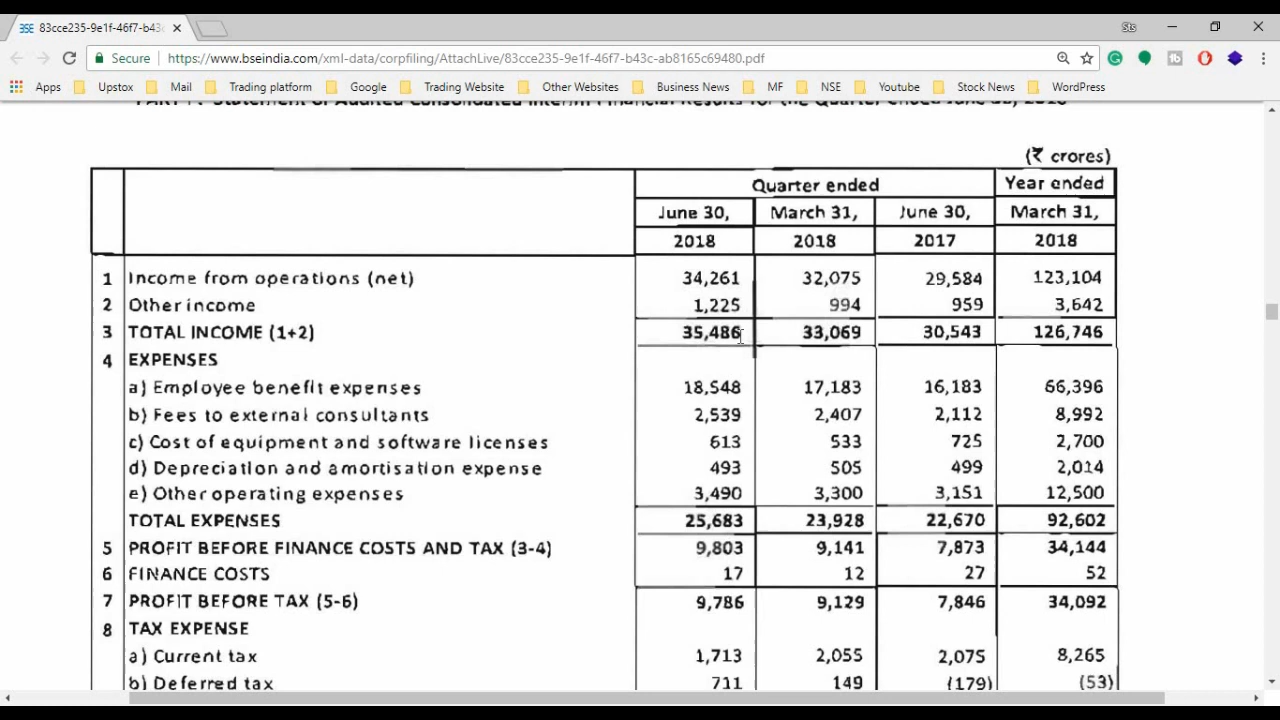 83cce235-9e1f-46f7-b43c
Sts
Secure https://www.bseindia.com/xml-data/corpfiling/AttachLive/83cce235-9e1f-46f7-b43c-ab8165c69480.pdf
Apps Upstox Mail Trading platform Google Trading Website Other Websites Business News MF NSE Youtube Stock News WordPress
(₹ crores)
Quarter ended Year ended
June 30, March 31, June 30, March 31,
2018 2018 2017 2018
1 Income from operations (net) 34,261 32,075 29,584 123,104
2 Other income 1,225 994 959 3,642
3 TOTAL INCOME (1+2) 35,486 33,069 30,543 126,746
4 EXPENSES
a) Employee benefit expenses 18,548 17,183 16,183 66,396
b) Fees to external consultants 2,539 2,407 2,112 8,992
c) Cost of equipment and software licenses 613 533 725 2,700
d) Depreciation and amortisation expense 493 505 499 2,014
e) Other operating expenses 3,490 3,300 3,151 12,500
TOTAL EXPENSES 25,683 23,928 22,670 92,602
5 PROFIT BEFORE FINANCE COSTS AND TAX (3-4) 9,803 9,141 7,873 34,144
6 FINANCE COSTS 17 12 27 52
7 PROFIT BEFORE TAX (5-6) 9,786 9,129 7,846 34,092
8 TAX EXPENSE
a) Current tax 1,713 2,055 2,075 8,265
b) Deferred tax 711 149 (179) (53)